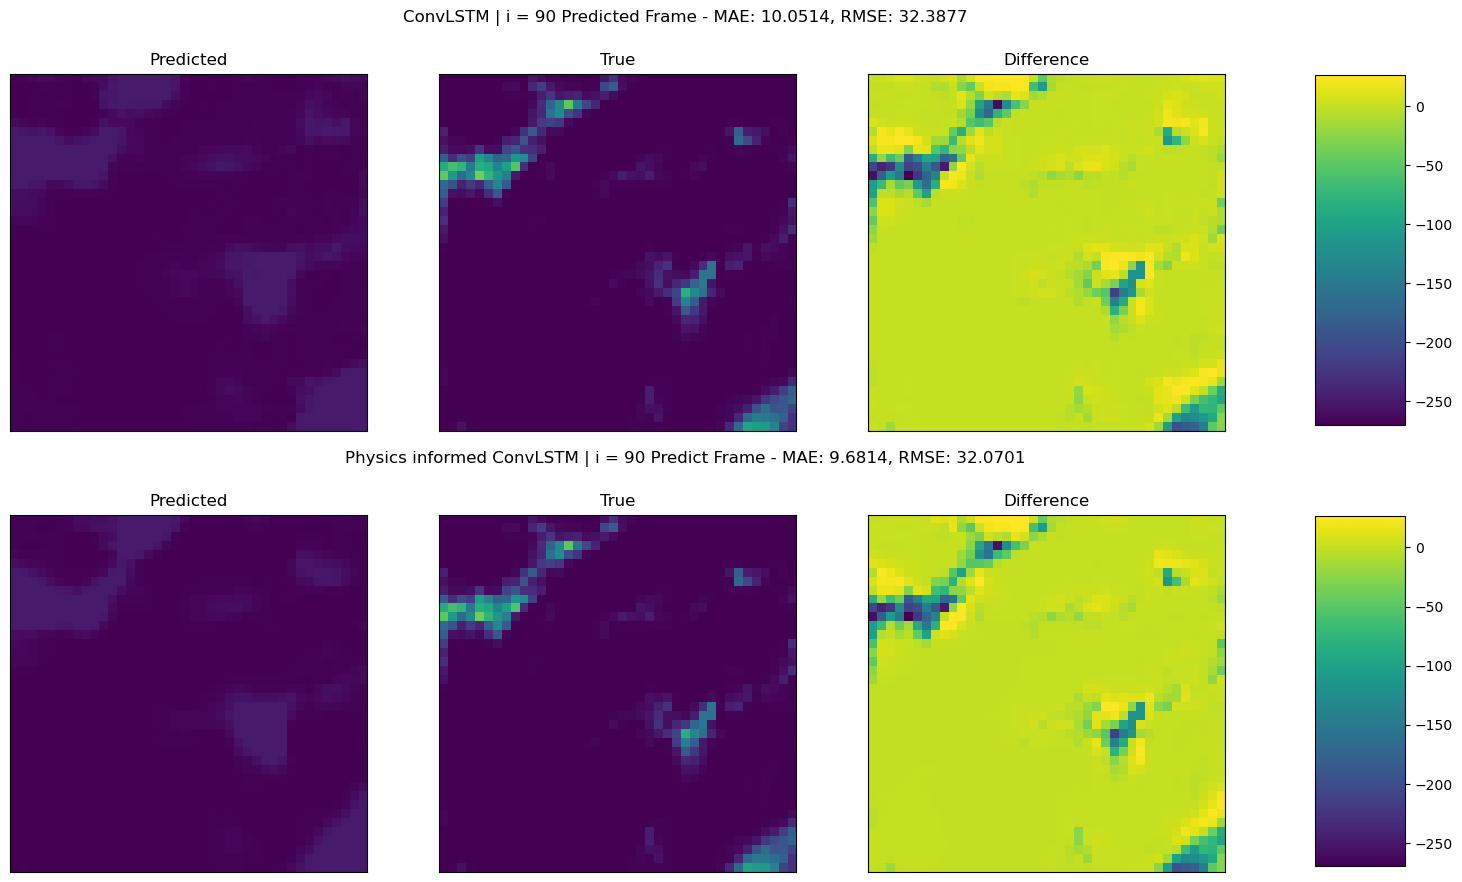 ConvLSTM | i = 90 Predicted Frame - MAE: 10.0514, RMSE: 32.3877
Predicted
True
Difference
0
−50
−100
−150
−200
−250
Physics informed ConvLSTM | i = 90 Predict Frame - MAE: 9.6814, RMSE: 32.0701
Predicted
True
Difference
0
−50
−100
−150
−200
−250